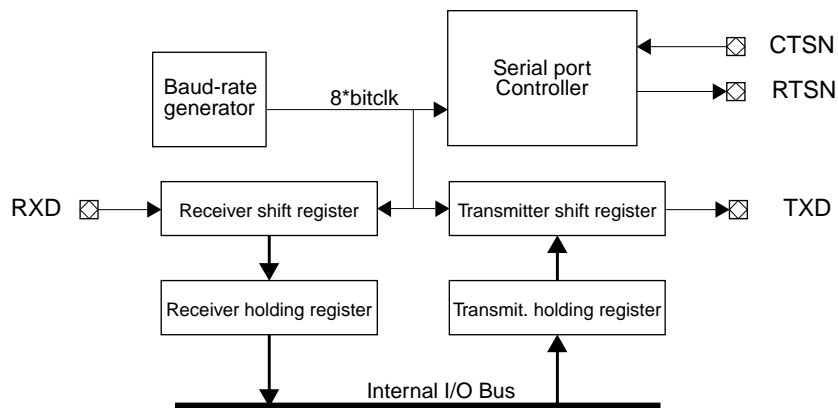 CTSN
Baud-rate
generator
8*bitclk
Serial port
Controller
RTSN
RXD
Receiver shift register
Transmitter shift register
TXD
Receiver holding register
Transmit. holding register
Internal I/O Bus